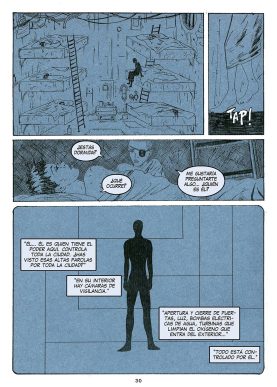 TAP!
¿ESTÁS
DORMIDA?
¿QUÉ
OCURRE?
ME GUSTARÍA
PREGUNTARTE
ALGO... ¿QUIÉN
ES ÉL?
"ÉL... ÉL ES QUIEN TIENE EL
PODER AQUÍ. CONTROLA
TODA LA CIUDAD. ¿HAS
VISTO ESAS ALTAS FAROLAS
POR TODA LA CIUDAD?"
"EN SU INTERIOR
HAY CÁMARAS DE
VIGILANCIA."
"APERTURA Y CIERRE DE PUER-
TAS, LUZ, BOMBAS ELÉCTRI-
CAS DE AGUA, TURBINAS QUE
LIMPIAN EL OXÍGENO QUE
ENTRA DEL EXTERIOR..."
"TODO ESTÁ CON-
TROLADO POR ÉL."
30